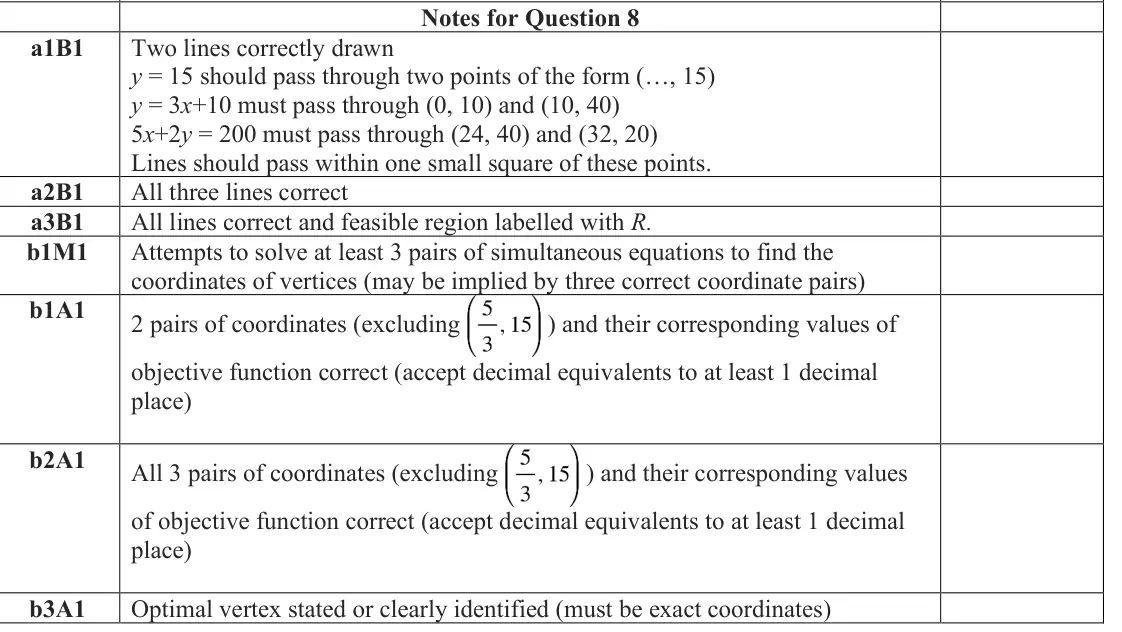 Notes for Question 8
a1B1 Two lines correctly drawn
y = 15 should pass through two points of the form (…, 15)
y = 3x+10 must pass through (0, 10) and (10, 40)
5x+2y = 200 must pass through (24, 40) and (32, 20)
Lines should pass within one small square of these points.
a2B1 All three lines correct
a3B1 All lines correct and feasible region labelled with R.
b1M1 Attempts to solve at least 3 pairs of simultaneous equations to find the
coordinates of vertices (may be implied by three correct coordinate pairs)
b1A1 2 pairs of coordinates (excluding (5/3, 15) ) and their corresponding values of
objective function correct (accept decimal equivalents to at least 1 decimal
place)
b2A1 All 3 pairs of coordinates (excluding (5/3, 15) ) and their corresponding values
of objective function correct (accept decimal equivalents to at least 1 decimal
place)
b3A1 Optimal vertex stated or clearly identified (must be exact coordinates)